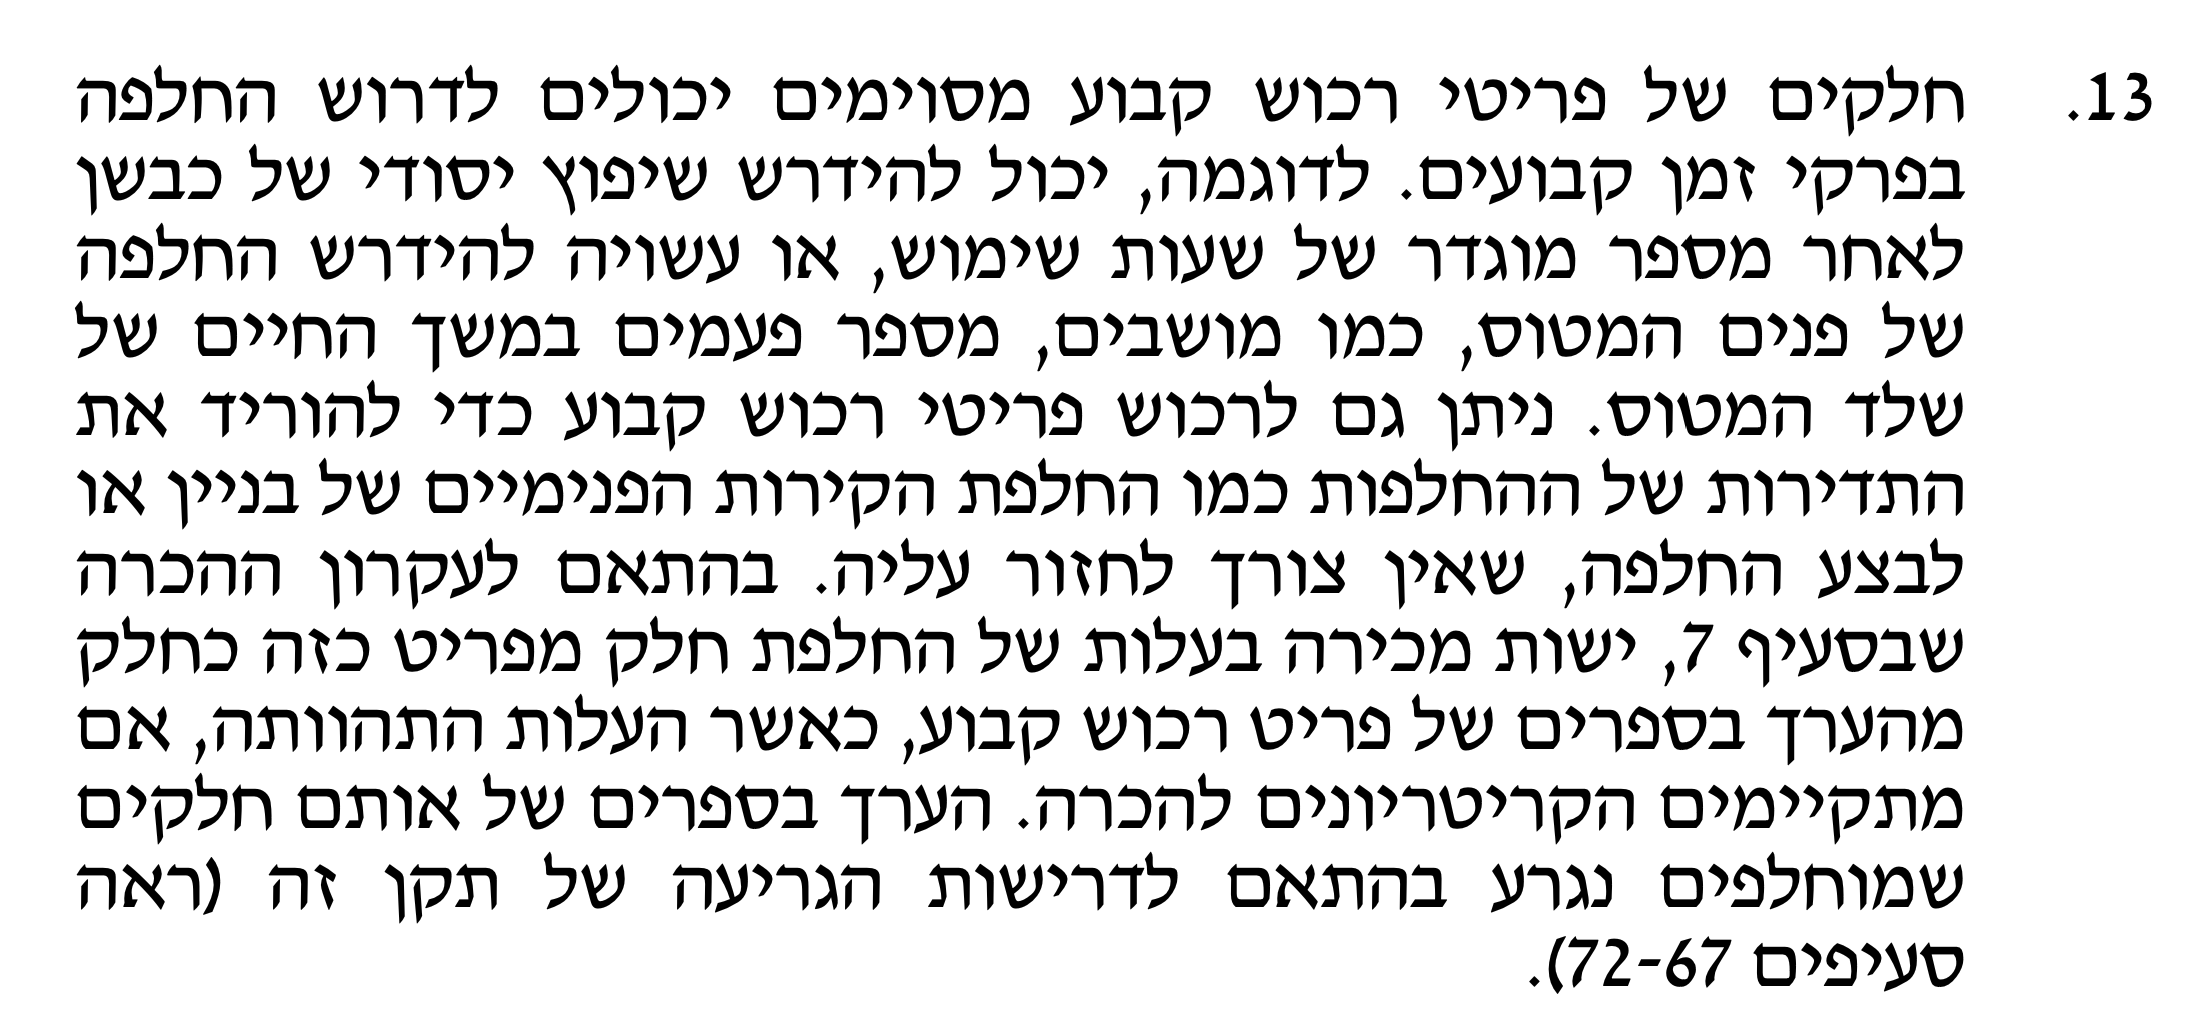 13. חלקים של פריטי רכוש קבוע מסוימים יכולים לדרוש החלפה
בפרקי זמן קבועים. לדוגמה, יכול להידרש שיפוץ יסודי של כבשן
לאחר מספר מוגדר של שעות שימוש, או עשויה להידרש החלפה
של פנים המטוס, כמו מושבים, מספר פעמים במשך החיים של
שלד המטוס. ניתן גם לרכוש פריטי רכוש קבוע כדי להוריד את
התדירות של ההחלפות כמו החלפת הקירות הפנימיים של בניין או
לבצע החלפה, שאין צורך לחזור עליה. בהתאם לעקרון ההכרה
שבסעיף 7, ישות מכירה בעלות של החלפת חלק מפריט כזה כחלק
מהערך בספרים של פריט רכוש קבוע, כאשר העלות התהוותה, אם
מתקיימים הקריטריונים להכרה. הערך בספרים של אותם חלקים
שמוחלפים נגרע בהתאם לדרישות הגריעה של תקן זה (ראה
סעיפים 72-67).